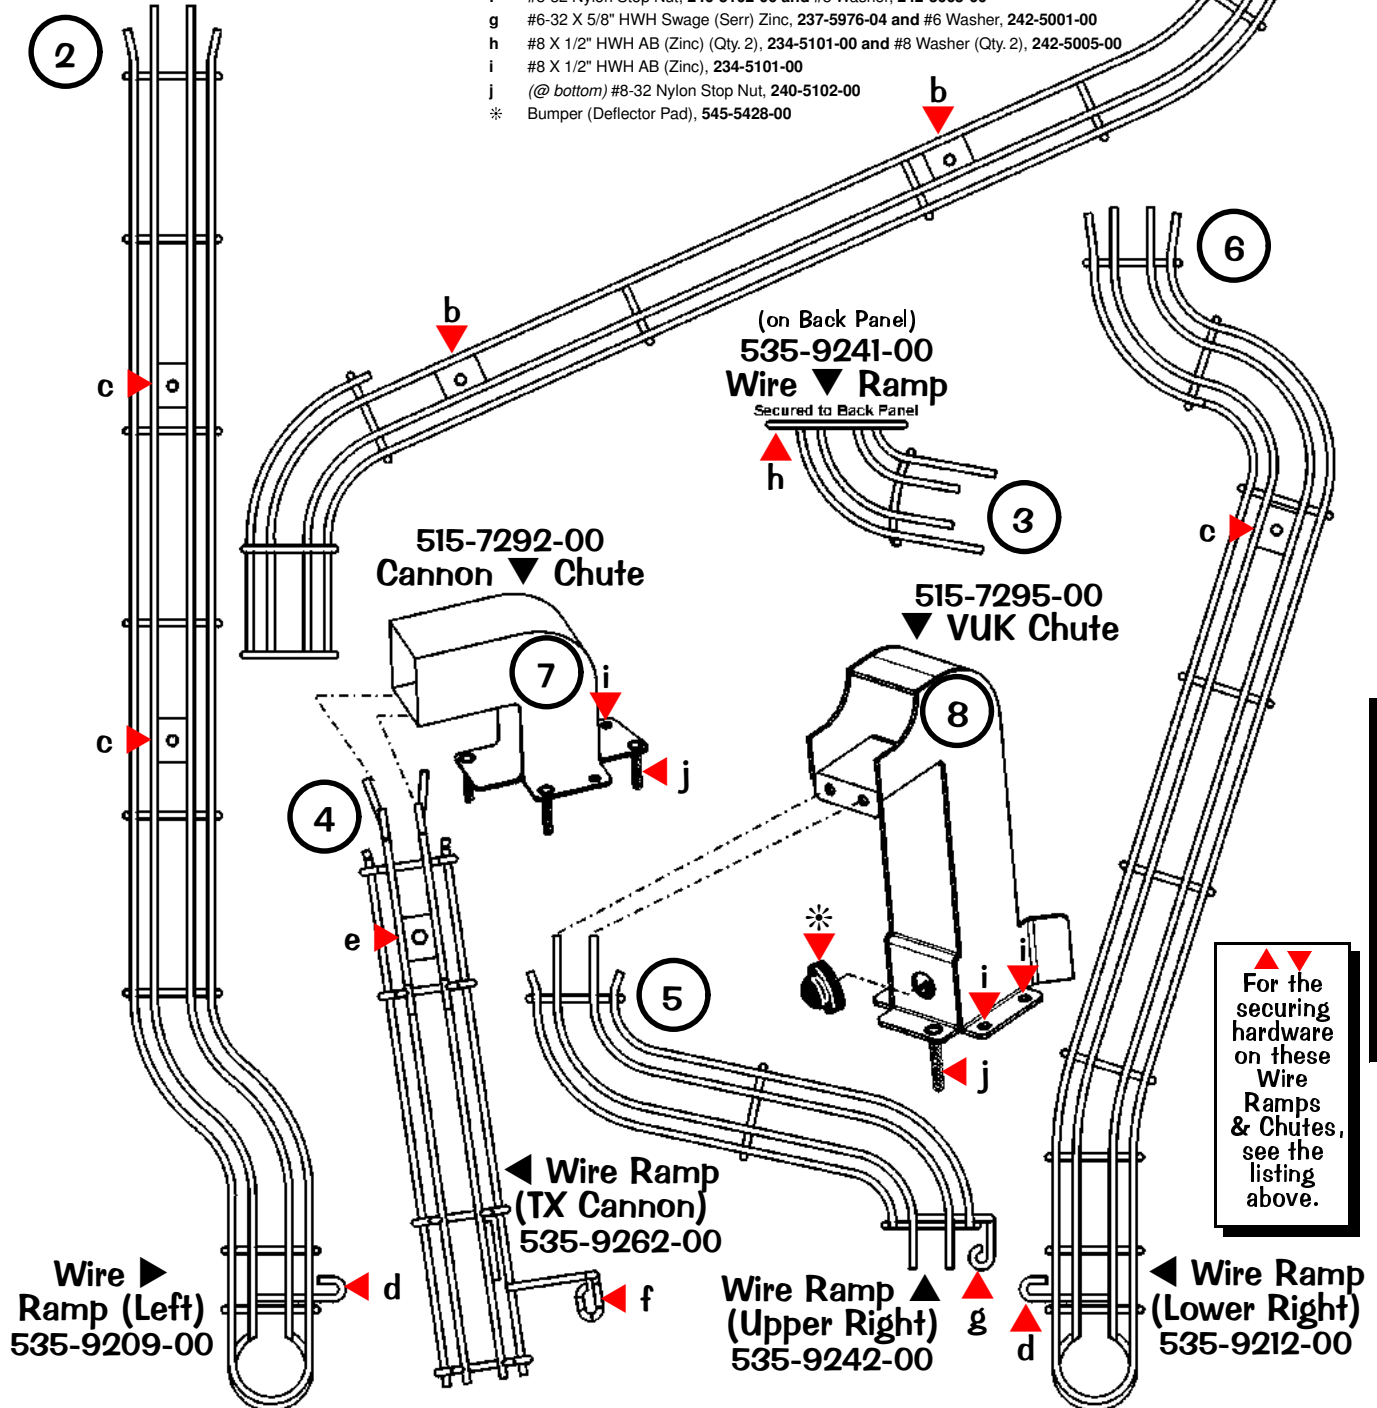 g #6-32 X 5/8" HWH Swage (Serr) Zinc, 237-5976-04 and #6 Washer, 242-5001-00
h #8 X 1/2" HWH AB (Zinc) (Qty. 2), 234-5101-00 and #8 Washer (Qty. 2), 242-5005-00
i #8 X 1/2" HWH AB (Zinc), 234-5101-00
j (@ bottom) #8-32 Nylon Stop Nut, 240-5102-00
✳ Bumper (Deflector Pad), 545-5428-00
2
b
b
c
c
(on Back Panel)
535-9241-00
Wire ▼ Ramp
Secured to Back Panel
h
3
6
c
515-7292-00
Cannon ▼ Chute
7
i
j
515-7295-00
▼ VUK Chute
8
✳
i
i
j
4
e
5
◀ Wire Ramp
(TX Cannon)
535-9262-00
f
Wire ▶
Ramp (Left)
535-9209-00
d
Wire Ramp ▲
(Upper Right)
535-9242-00
g
d
◀ Wire Ramp
(Lower Right)
535-9212-00
▲ ▼
For the
securing
hardware
on these
Wire
Ramps
& Chutes,
see the
listing
above.